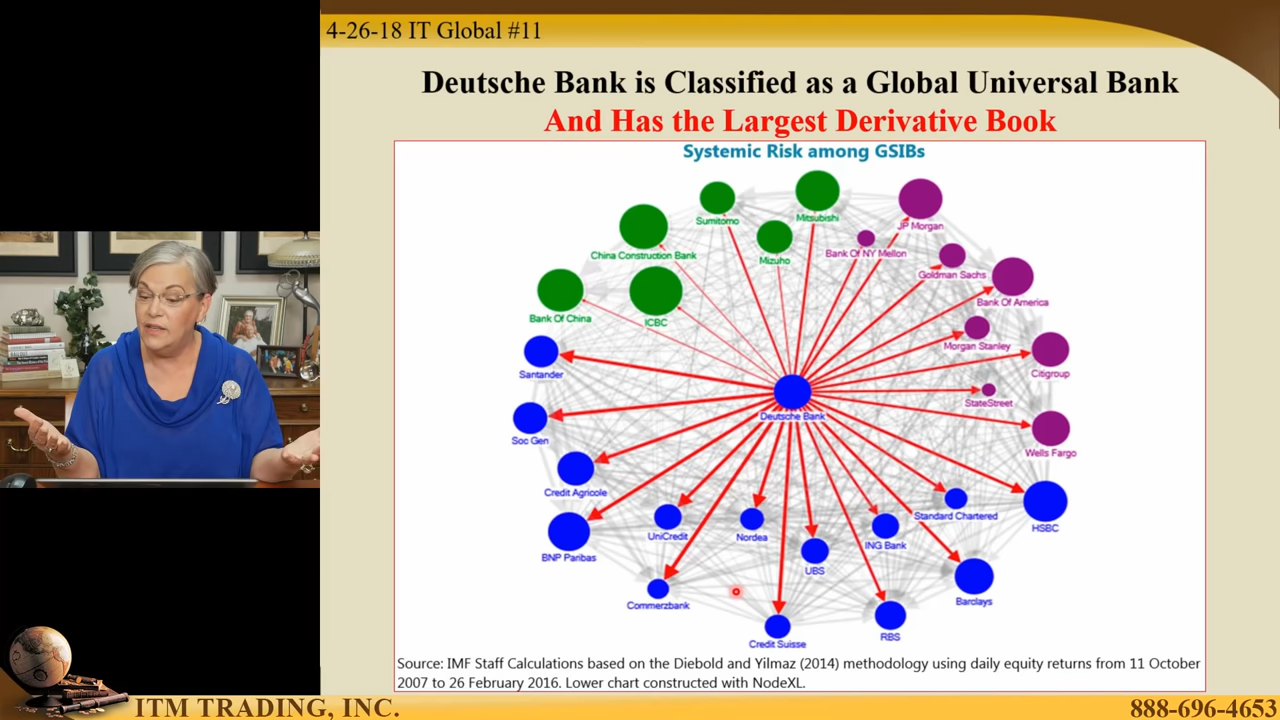 4-26-18 IT Global #11
Deutsche Bank is Classified as a Global Universal Bank
And Has the Largest Derivative Book
Systemic Risk among GSIBs
Sumitomo
Mitsubishi
JP Morgan
China Construction Bank
Mizuho
Bank Of NY Mellon
Goldman Sachs
Bank Of China
ICBC
Bank Of America
Morgan Stanley
Santander
Citigroup
StateStreet
Deutsche Bank
Soc Gen
Wells Fargo
Credit Agricole
Standard Chartered
HSBC
UniCredit
Nordea
ING Bank
BNP Paribas
UBS
Commerzbank
Barclays
Credit Suisse
RBS
Source: IMF Staff Calculations based on the Diebold and Yilmaz (2014) methodology using daily equity returns from 11 October
2007 to 26 February 2016. Lower chart constructed with NodeXL.
ITM TRADING, INC.
888-696-4653